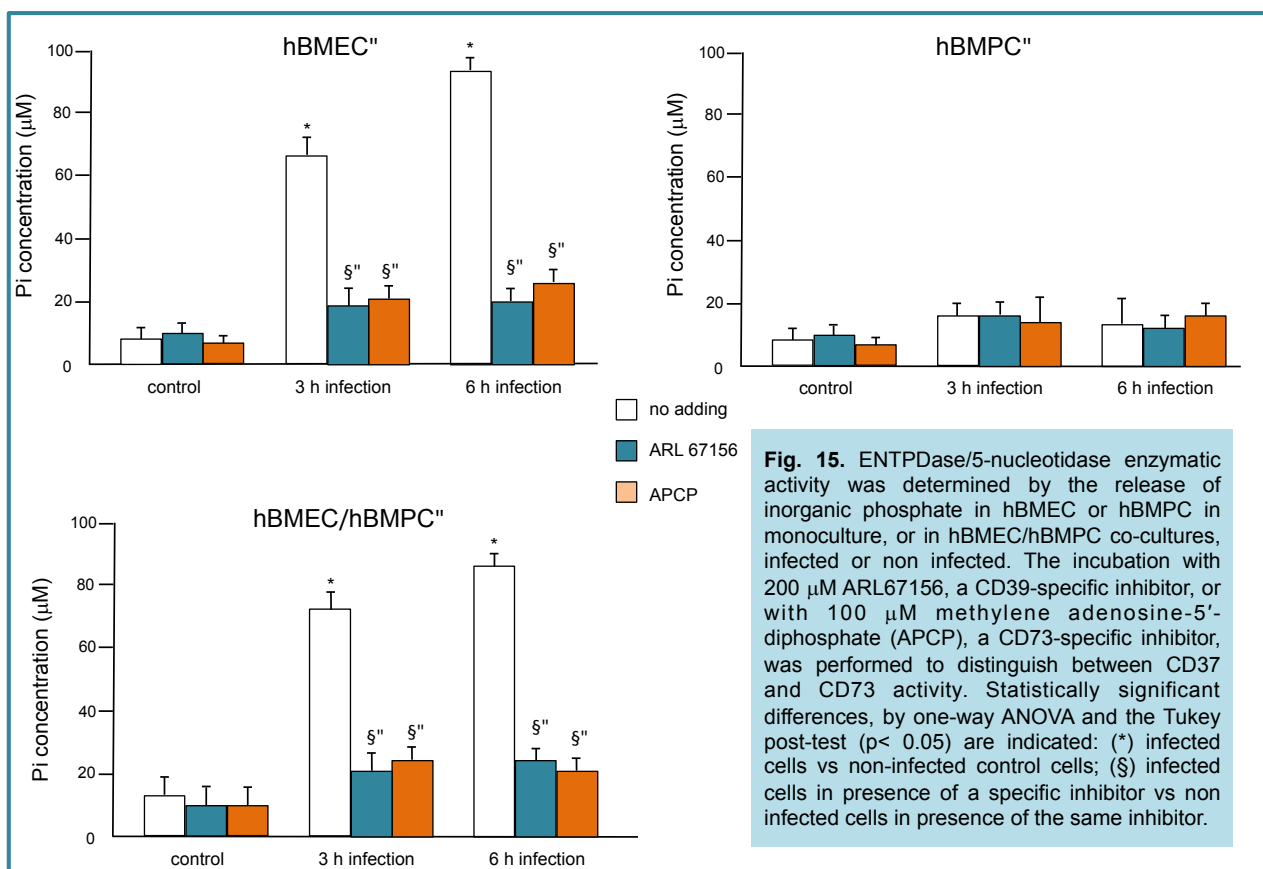 hBMEC"
Pi concentration (µM)
100
80
60
40
20
0
*
*
§"
§"
§"
§"
control
3 h infection
6 h infection
hBMPC"
Pi concentration (µM)
100
80
60
40
20
0
control
3 h infection
6 h infection
no adding
ARL 67156
APCP
hBMEC/hBMPC"
Pi concentration (µM)
100
80
60
40
20
0
*
*
§"
§"
§"
§"
control
3 h infection
6 h infection
Fig. 15. ENTPDase/5-nucleotidase enzymatic
activity was determined by the release of
inorganic phosphate in hBMEC or hBMPC in
monoculture, or in hBMEC/hBMPC co-cultures,
infected or non infected. The incubation with
200 µM ARL67156, a CD39-specific inhibitor, or
with 100 µM methylene adenosine-5′-
diphosphate (APCP), a CD73-specific inhibitor,
was performed to distinguish between CD37
and CD73 activity. Statistically significant
differences, by one-way ANOVA and the Tukey
post-test (p< 0.05) are indicated: (*) infected
cells vs non-infected control cells; (§) infected
cells in presence of a specific inhibitor vs non
infected cells in presence of the same inhibitor.